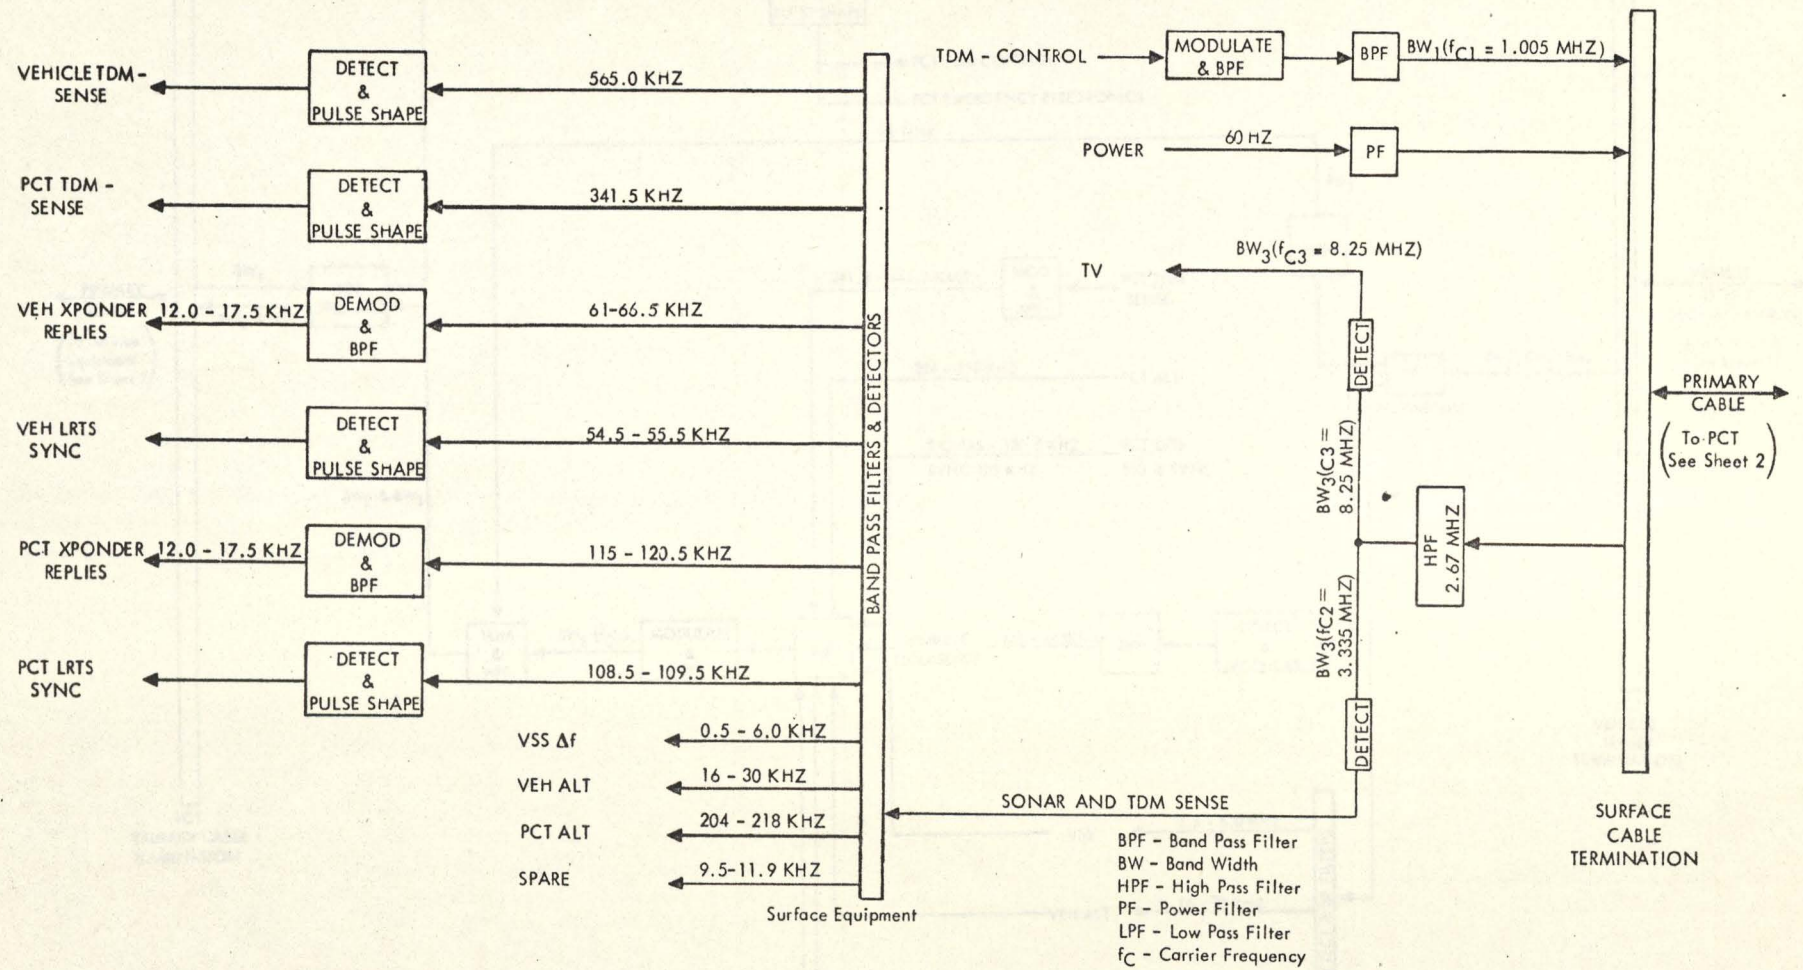 VEHICLE TDM -
SENSE
DETECT
&
PULSE SHAPE
565.0 KHZ
PCT TDM -
SENSE
DETECT
&
PULSE SHAPE
341.5 KHZ
VEH XPONDER
REPLIES
12.0 - 17.5 KHZ
DEMOD
&
BPF
61-66.5 KHZ
VEH LRTS
SYNC
DETECT
&
PULSE SHAPE
54.5 - 55.5 KHZ
PCT XPONDER
REPLIES
12.0 - 17.5 KHZ
DEMOD
&
BPF
115 - 120.5 KHZ
PCT LRTS
SYNC
DETECT
&
PULSE SHAPE
108.5 - 109.5 KHZ
VSS Δf
0.5 - 6.0 KHZ
VEH ALT
16 - 30 KHZ
PCT ALT
204 - 218 KHZ
SPARE
9.5-11.9 KHZ
BAND PASS FILTERS & DETECTORS
Surface Equipment
TDM - CONTROL
MODULATE
& BPF
BPF
BW1(fC1 = 1.005 MHZ)
POWER
60 HZ
PF
TV
BW3(fC3 = 8.25 MHZ)
DETECT
BW3(fC3 =
8.25 MHZ)
HPF
2.67 MHZ
BW3(fC2 =
3.335 MHZ)
DETECT
SONAR AND TDM SENSE
PRIMARY
CABLE
(To PCT
See Sheet 2)
SURFACE
CABLE
TERMINATION
BPF - Band Pass Filter
BW - Band Width
HPF - High Pass Filter
PF - Power Filter
LPF - Low Pass Filter
fC - Carrier Frequency